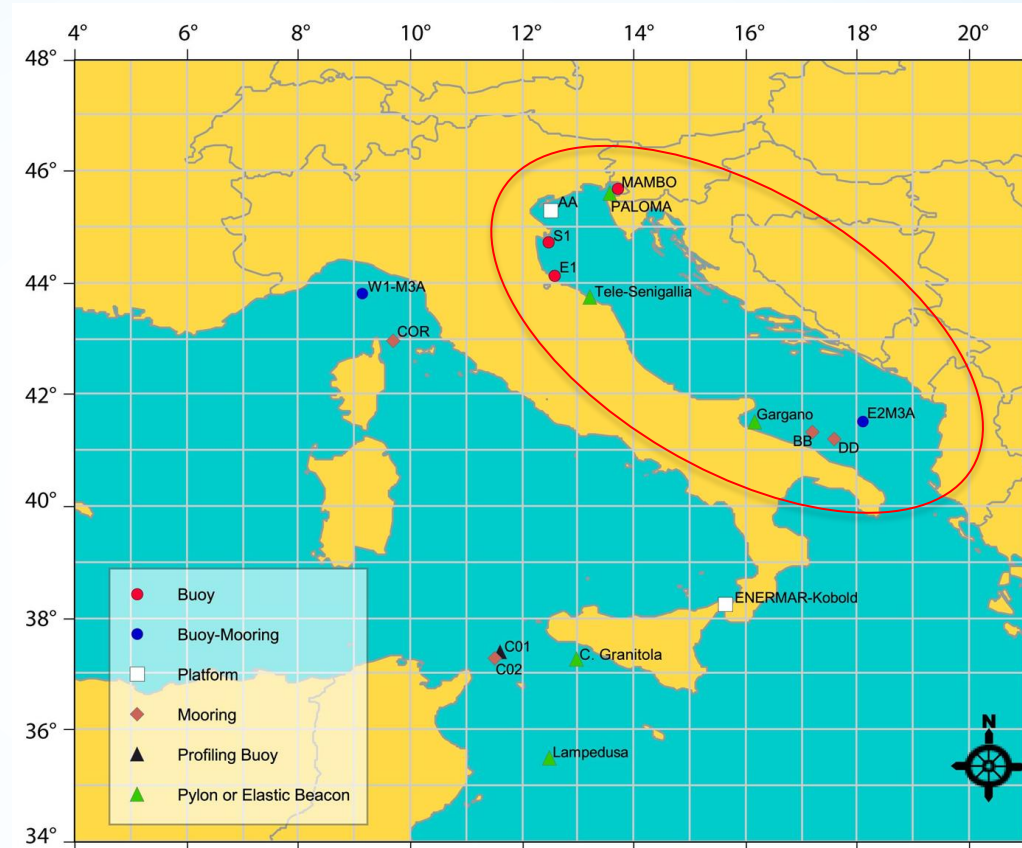 4° 6° 8° 10° 12° 14° 16° 18° 20°
48°
46°
MAMBO
PALOMA
AA
S1
44°
E1
W1-M3A
Tele-Senigallia
COR
42°
Gargano
E2M3A
BB
DD
40°
38°
ENERMAR-Kobold
C01
C02
C. Granitola
36°
Lampedusa
34°
Buoy
Buoy-Mooring
Platform
Mooring
Profiling Buoy
Pylon or Elastic Beacon
N